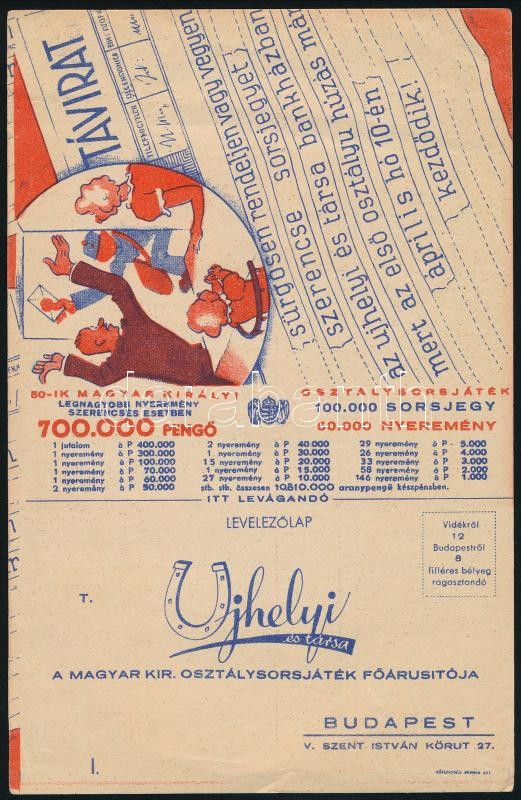 TÁVIRAT
sürgősen rendeljen vagy vegyen
szerencse sorsjegyet
az ujhelyi és társa bankházban
mert az első osztályu huzás már
április hó 10-én
kezdődik!
30-IK MAGYAR KIRÁLYI OSZTÁLYSORSJÁTÉK
LEGNAGYOBB NYEREMÉNY
SZERENCSÉS ESETBEN
700.000 PENGŐ
100.000 SORSJEGY
50.000 NYEREMÉNY
1 jutalom à P 400.000
1 nyeremény à P 300.000
1 nyeremény à P 100.000
1 nyeremény à P 70.000
1 nyeremény à P 60.000
2 nyeremény à P 50.000
2 nyeremény à P 40.000
1 nyeremény à P 30.000
15 nyeremény à P 20.000
1 nyeremény à P 15.000
27 nyeremény à P 10.000
29 nyeremény à P 5.000
26 nyeremény à P 4.000
33 nyeremény à P 3.000
58 nyeremény à P 2.000
146 nyeremény à P 1.000
stb. stb. összesen 10,810.000 aranypengő készpénzben.
ITT LEVÁGANDÓ
LEVELEZŐLAP
Vidékről
12
Budapestről
8
filléres bélyeg
ragasztandó
T.
Ujhelyi
és társa
A MAGYAR KIR. OSZTÁLYSORSJÁTÉK FŐÁRUSITÓJA
BUDAPEST
V. SZENT ISTVÁN KÖRUT 27.
I.
darabanth